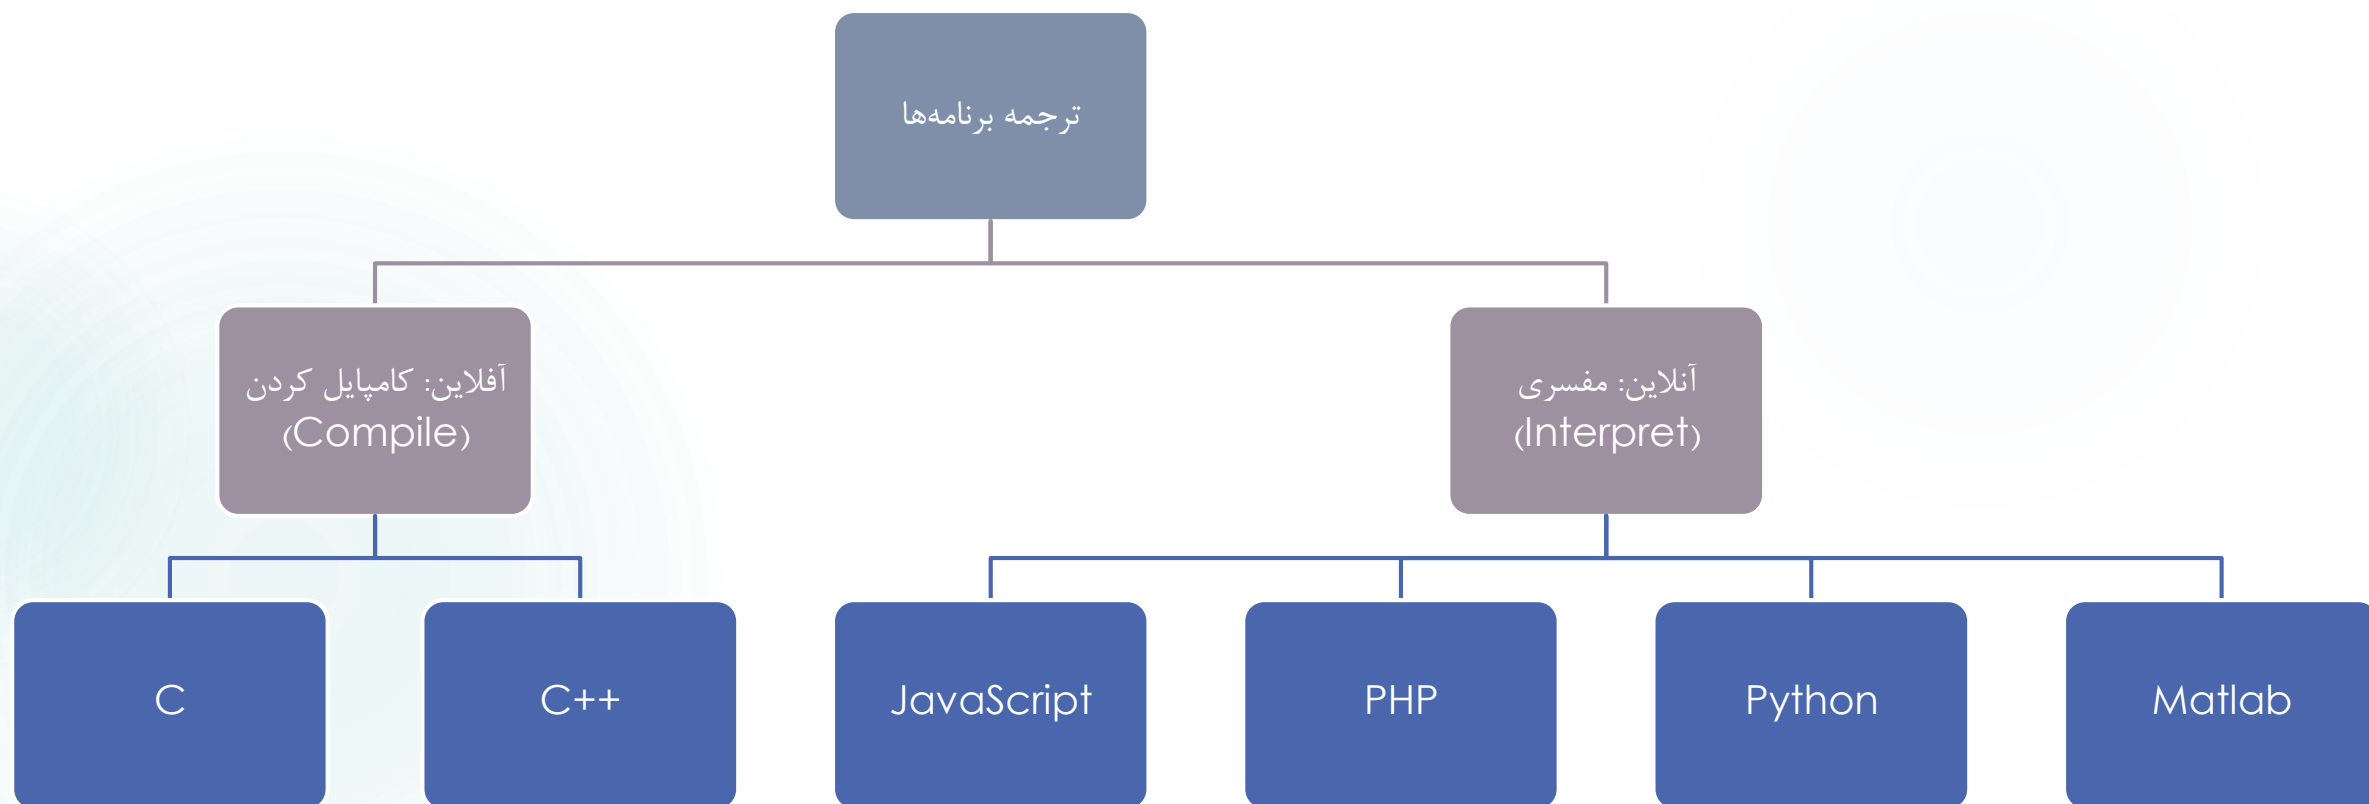 ترجمه برنامه‌ها
آفلاین: کامپایل کردن
(Compile)
آنلاین: مفسری
(Interpret)
C
C++
JavaScript
PHP
Python
Matlab